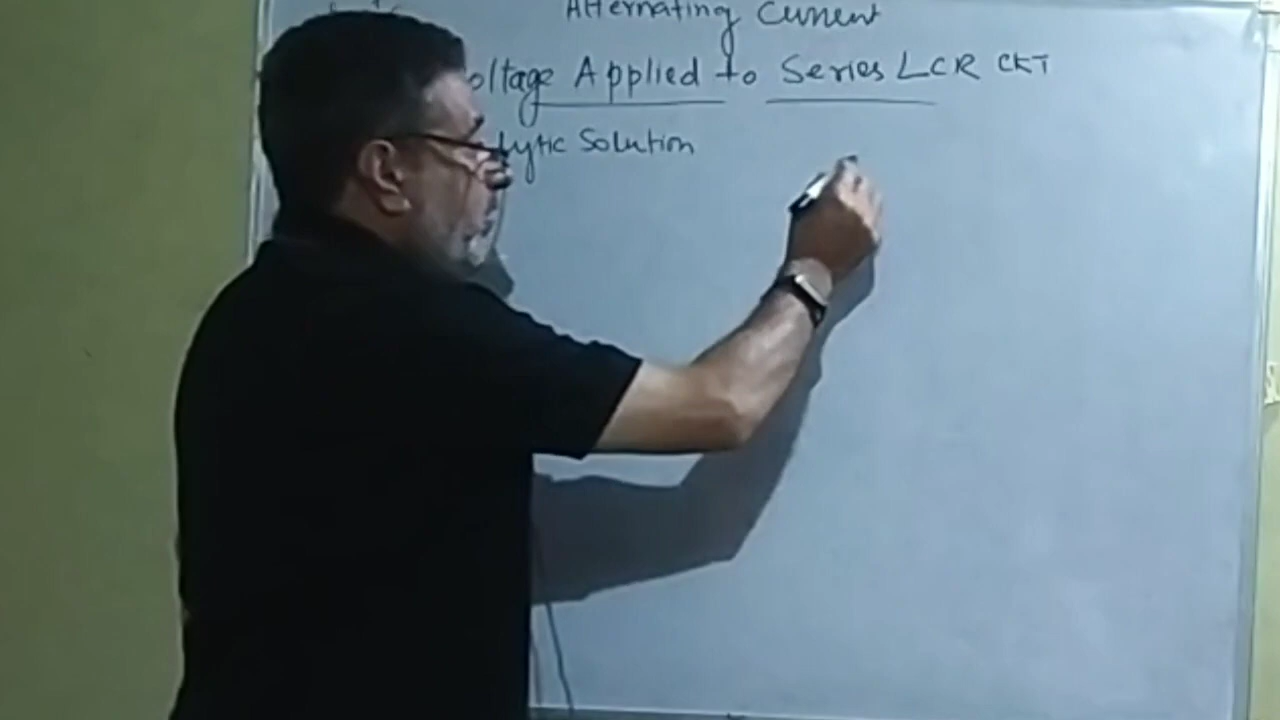 Alternating Current
oltage Applied to Series LCR CKT
lytic Solution